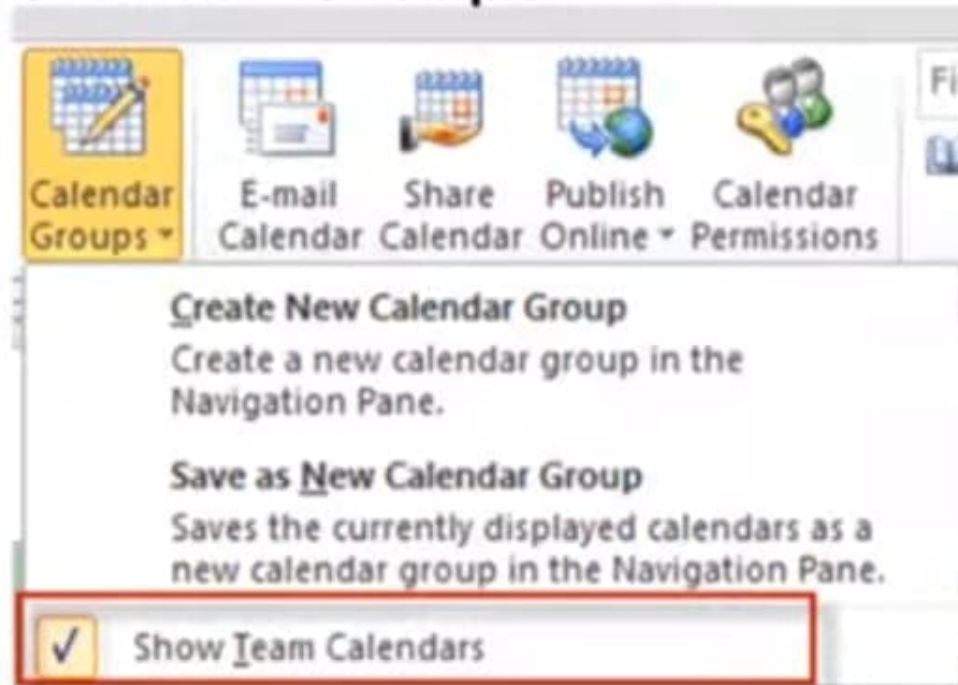 Calendar Groups
E-mail Calendar
Share Calendar
Publish Online
Calendar Permissions
Fi
Create New Calendar Group
Create a new calendar group in the
Navigation Pane.
Save as New Calendar Group
Saves the currently displayed calendars as a
new calendar group in the Navigation Pane.
Show Team Calendars